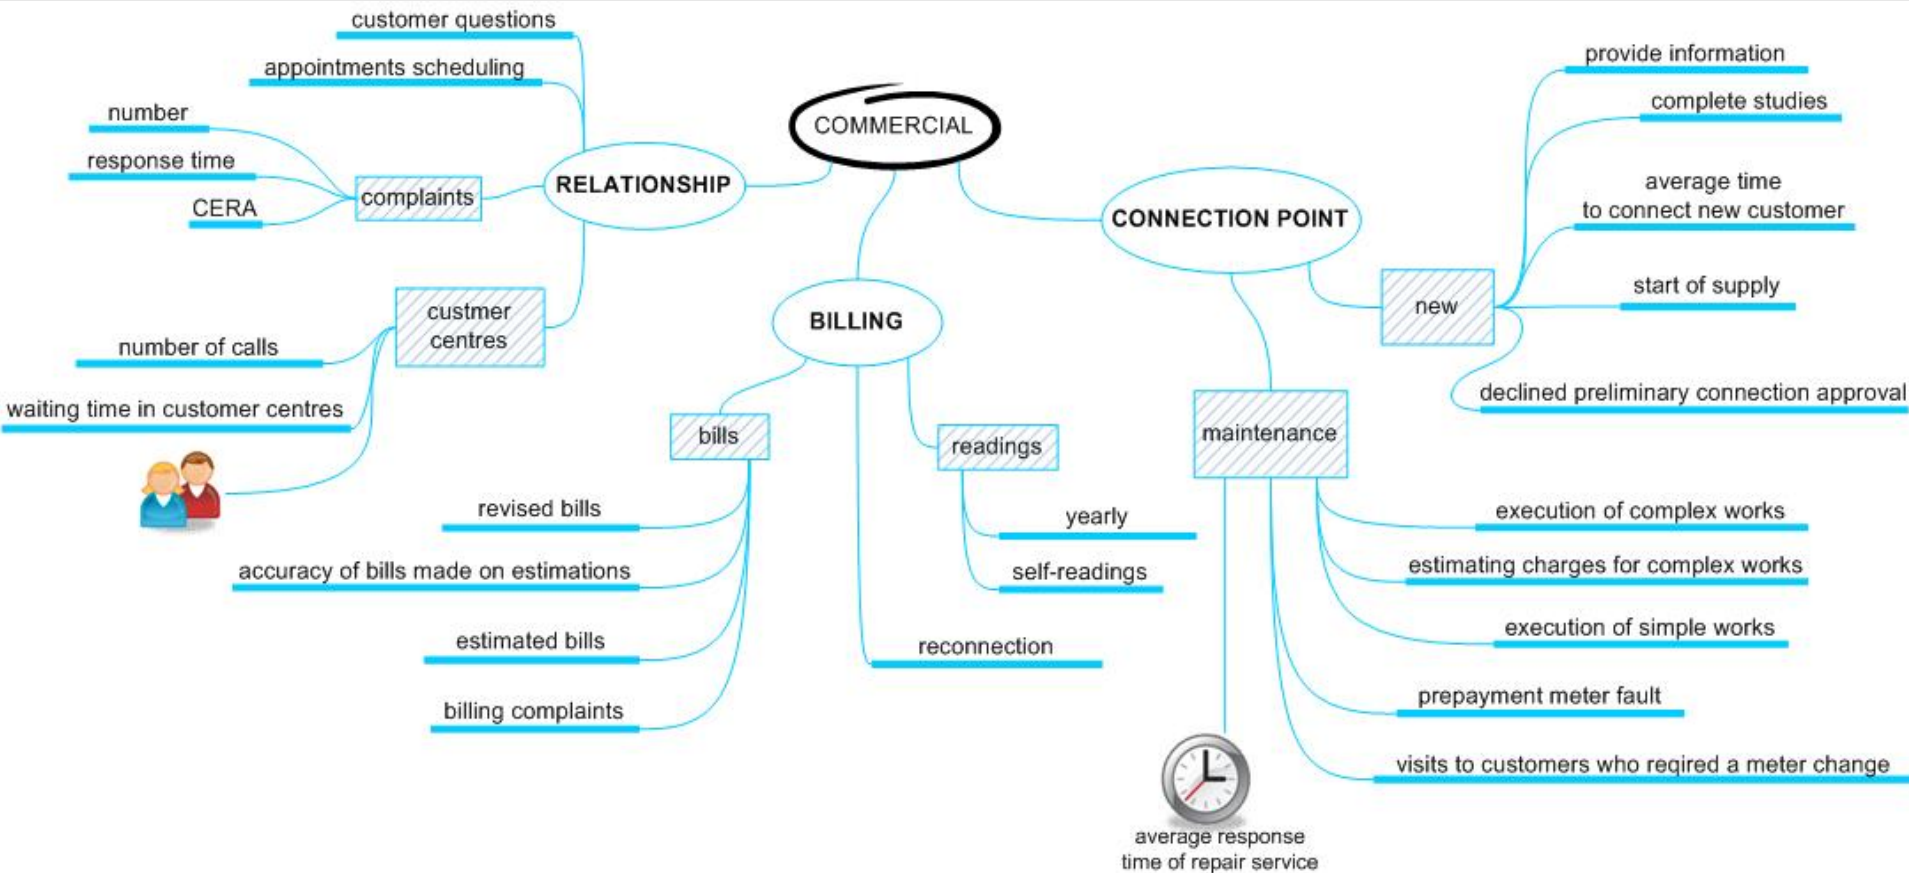 customer questions
appointments scheduling
number
response time
CERA
complaints
RELATIONSHIP
custmer
centres
number of calls
waiting time in customer centres
COMMERCIAL
BILLING
bills
revised bills
accuracy of bills made on estimations
estimated bills
billing complaints
readings
yearly
self-readings
reconnection
CONNECTION POINT
new
provide information
complete studies
average time
to connect new customer
start of supply
declined preliminary connection approval
maintenance
execution of complex works
estimating charges for complex works
execution of simple works
prepayment meter fault
visits to customers who reqired a meter change
average response
time of repair service